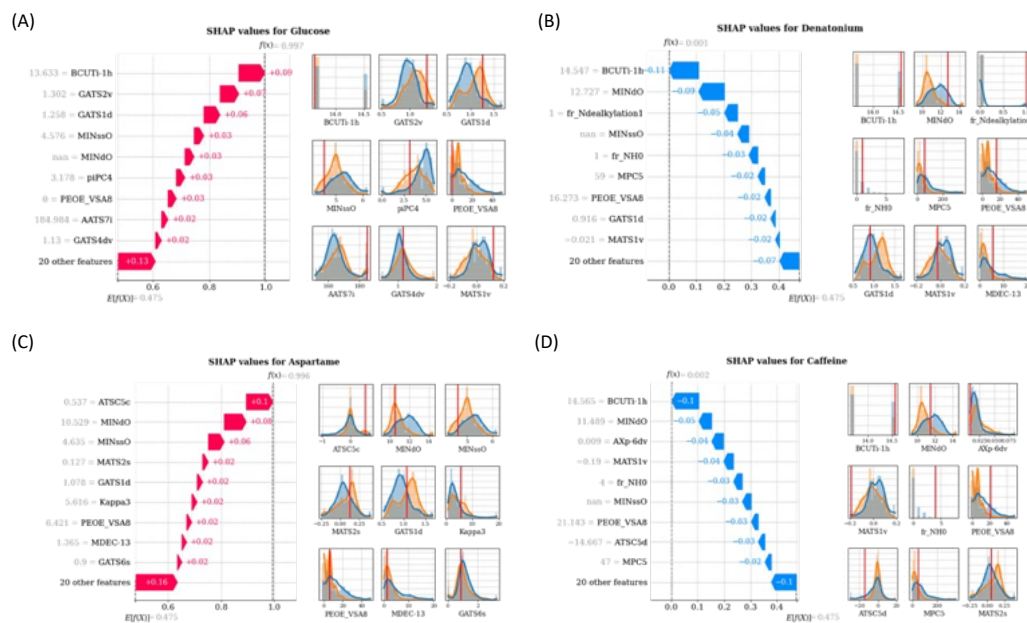 (A)
SHAP values for Glucose
f(x) = 0.997
13.633 = BCUTi-1h
+0.09
1.302 = GATS2v
+0.07
1.258 = GATS1d
+0.06
4.576 = MINssO
+0.03
nan = MINdO
+0.03
3.178 = piPC4
+0.03
0 = PEOE_VSA8
+0.03
184.984 = AATS7i
+0.02
1.13 = GATS4dv
+0.02
20 other features
+0.13
0.6 0.8 1.0
E[f(X)] = 0.475
BCUTi-1h GATS2v GATS1d
MINssO piPC4 PEOE_VSA8
AATS7i GATS4dv MATS1v
(B)
SHAP values for Denatonium
f(x) = 0.001
14.547 = BCUTi-1h
−0.11
12.727 = MINdO
−0.09
1 = fr_Ndealkylation1
−0.05
nan = MINssO
−0.04
1 = fr_NH0
−0.03
59 = MPC5
−0.02
16.273 = PEOE_VSA8
−0.02
0.916 = GATS1d
−0.02
−0.021 = MATS1v
−0.02
20 other features
−0.07
0.0 0.1 0.2 0.3 0.4
E[f(X)] = 0.475
BCUTi-1h MINdO fr_Ndealkylation1
fr_NH0 MPC5 PEOE_VSA8
GATS1d MATS1v MDEC-13
(C)
SHAP values for Aspartame
f(x) = 0.996
0.537 = ATSC5c
+0.1
10.529 = MINdO
+0.08
4.635 = MINssO
+0.06
0.127 = MATS2s
+0.02
1.078 = GATS1d
+0.02
5.616 = Kappa3
+0.02
6.421 = PEOE_VSA8
+0.02
1.365 = MDEC-13
+0.02
0.9 = GATS6s
+0.02
20 other features
+0.16
0.6 0.8 1.0
E[f(X)] = 0.475
ATSC5c MINdO MINssO
MATS2s GATS1d Kappa3
PEOE_VSA8 MDEC-13 GATS6s
(D)
SHAP values for Caffeine
f(x) = 0.002
14.565 = BCUTi-1h
−0.1
11.489 = MINdO
−0.05
0.009 = AXp-6dv
−0.04
−0.19 = MATS1v
−0.04
4 = fr_NH0
−0.03
nan = MINssO
−0.03
21.143 = PEOE_VSA8
−0.03
−14.667 = ATSC5d
−0.03
47 = MPC5
−0.02
20 other features
−0.1
0.0 0.1 0.2 0.3 0.4
E[f(X)] = 0.475
BCUTi-1h MINdO AXp-6dv
MATS1v fr_NH0 PEOE_VSA8
ATSC5d MPC5 MATS2s